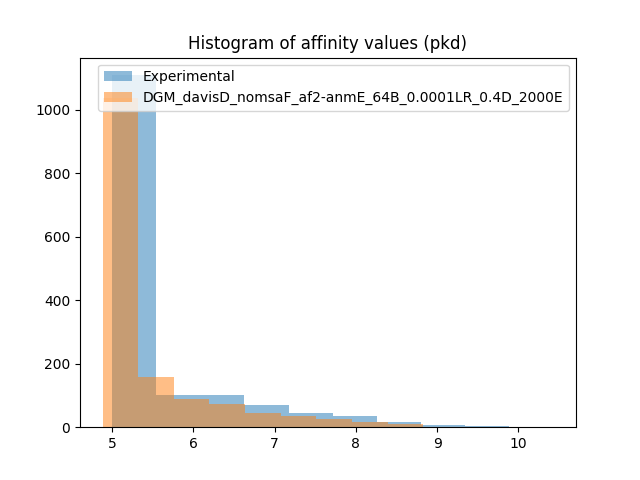 Histogram of affinity values (pkd)
Experimental
DGM_davisD_nomsaF_af2-anmE_64B_0.0001LR_0.4D_2000E
1000
800
600
400
200
0
5 6 7 8 9 10